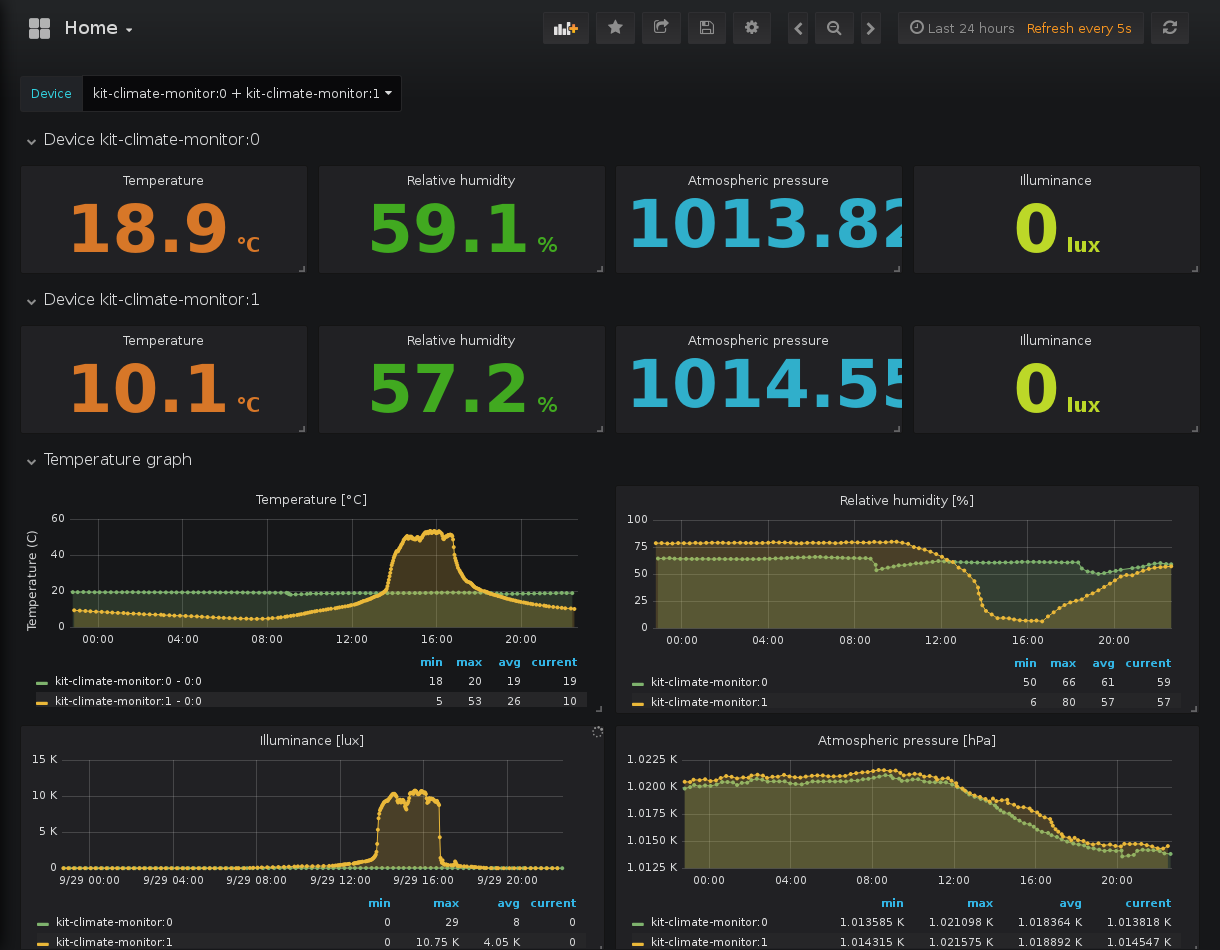 Home
Last 24 hours Refresh every 5s
Device kit-climate-monitor:0 + kit-climate-monitor:1
Device kit-climate-monitor:0
Temperature Relative humidity Atmospheric pressure Illuminance
18.9 °C 59.1 % 1013.82 0 lux
Device kit-climate-monitor:1
Temperature Relative humidity Atmospheric pressure Illuminance
10.1 °C 57.2 % 1014.55 0 lux
Temperature graph
Temperature [°C]
Temperature (C)
60
40
20
0
00:00 04:00 08:00 12:00 16:00 20:00
min max avg current
kit-climate-monitor:0 - 0:0 18 20 19 19
kit-climate-monitor:1 - 0:0 5 53 26 10
Relative humidity [%]
100
75
50
25
0
00:00 04:00 08:00 12:00 16:00 20:00
min max avg current
kit-climate-monitor:0 50 66 61 59
kit-climate-monitor:1 6 80 57 57
Illuminance [lux]
15 K
10 K
5 K
0
9/29 00:00 9/29 04:00 9/29 08:00 9/29 12:00 9/29 16:00 9/29 20:00
min max avg current
kit-climate-monitor:0 0 29 8 0
kit-climate-monitor:1 0 10.75 K 4.05 K 0
Atmospheric pressure [hPa]
1.0225 K
1.0200 K
1.0175 K
1.0150 K
1.0125 K
00:00 04:00 08:00 12:00 16:00 20:00
min max avg current
kit-climate-monitor:0 1.013585 K 1.021098 K 1.018364 K 1.013818 K
kit-climate-monitor:1 1.014315 K 1.021575 K 1.018892 K 1.014547 K